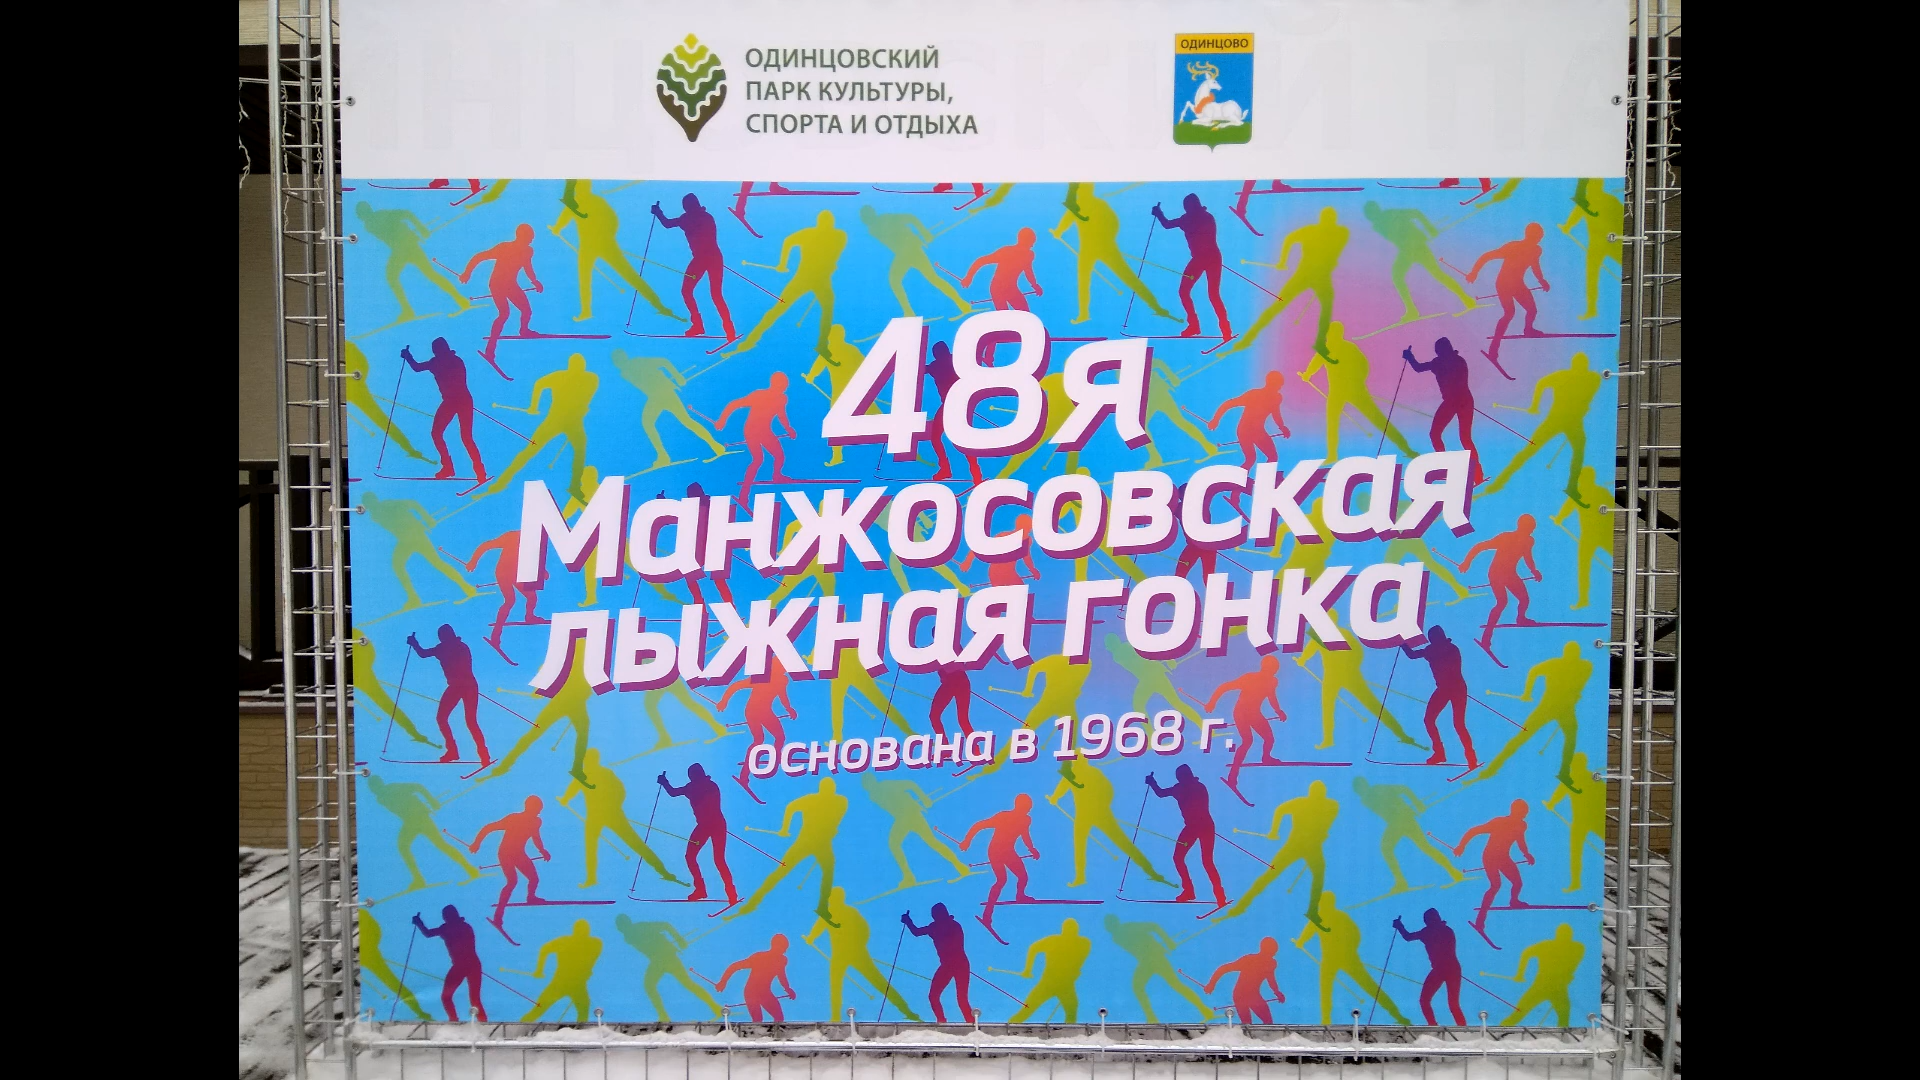 ОДИНЦОВСКИЙ
ПАРК КУЛЬТУРЫ,
СПОРТА И ОТДЫХА
ОДИНЦОВО
48я
Манжосовская
лыжная гонка
основана в 1968 г.